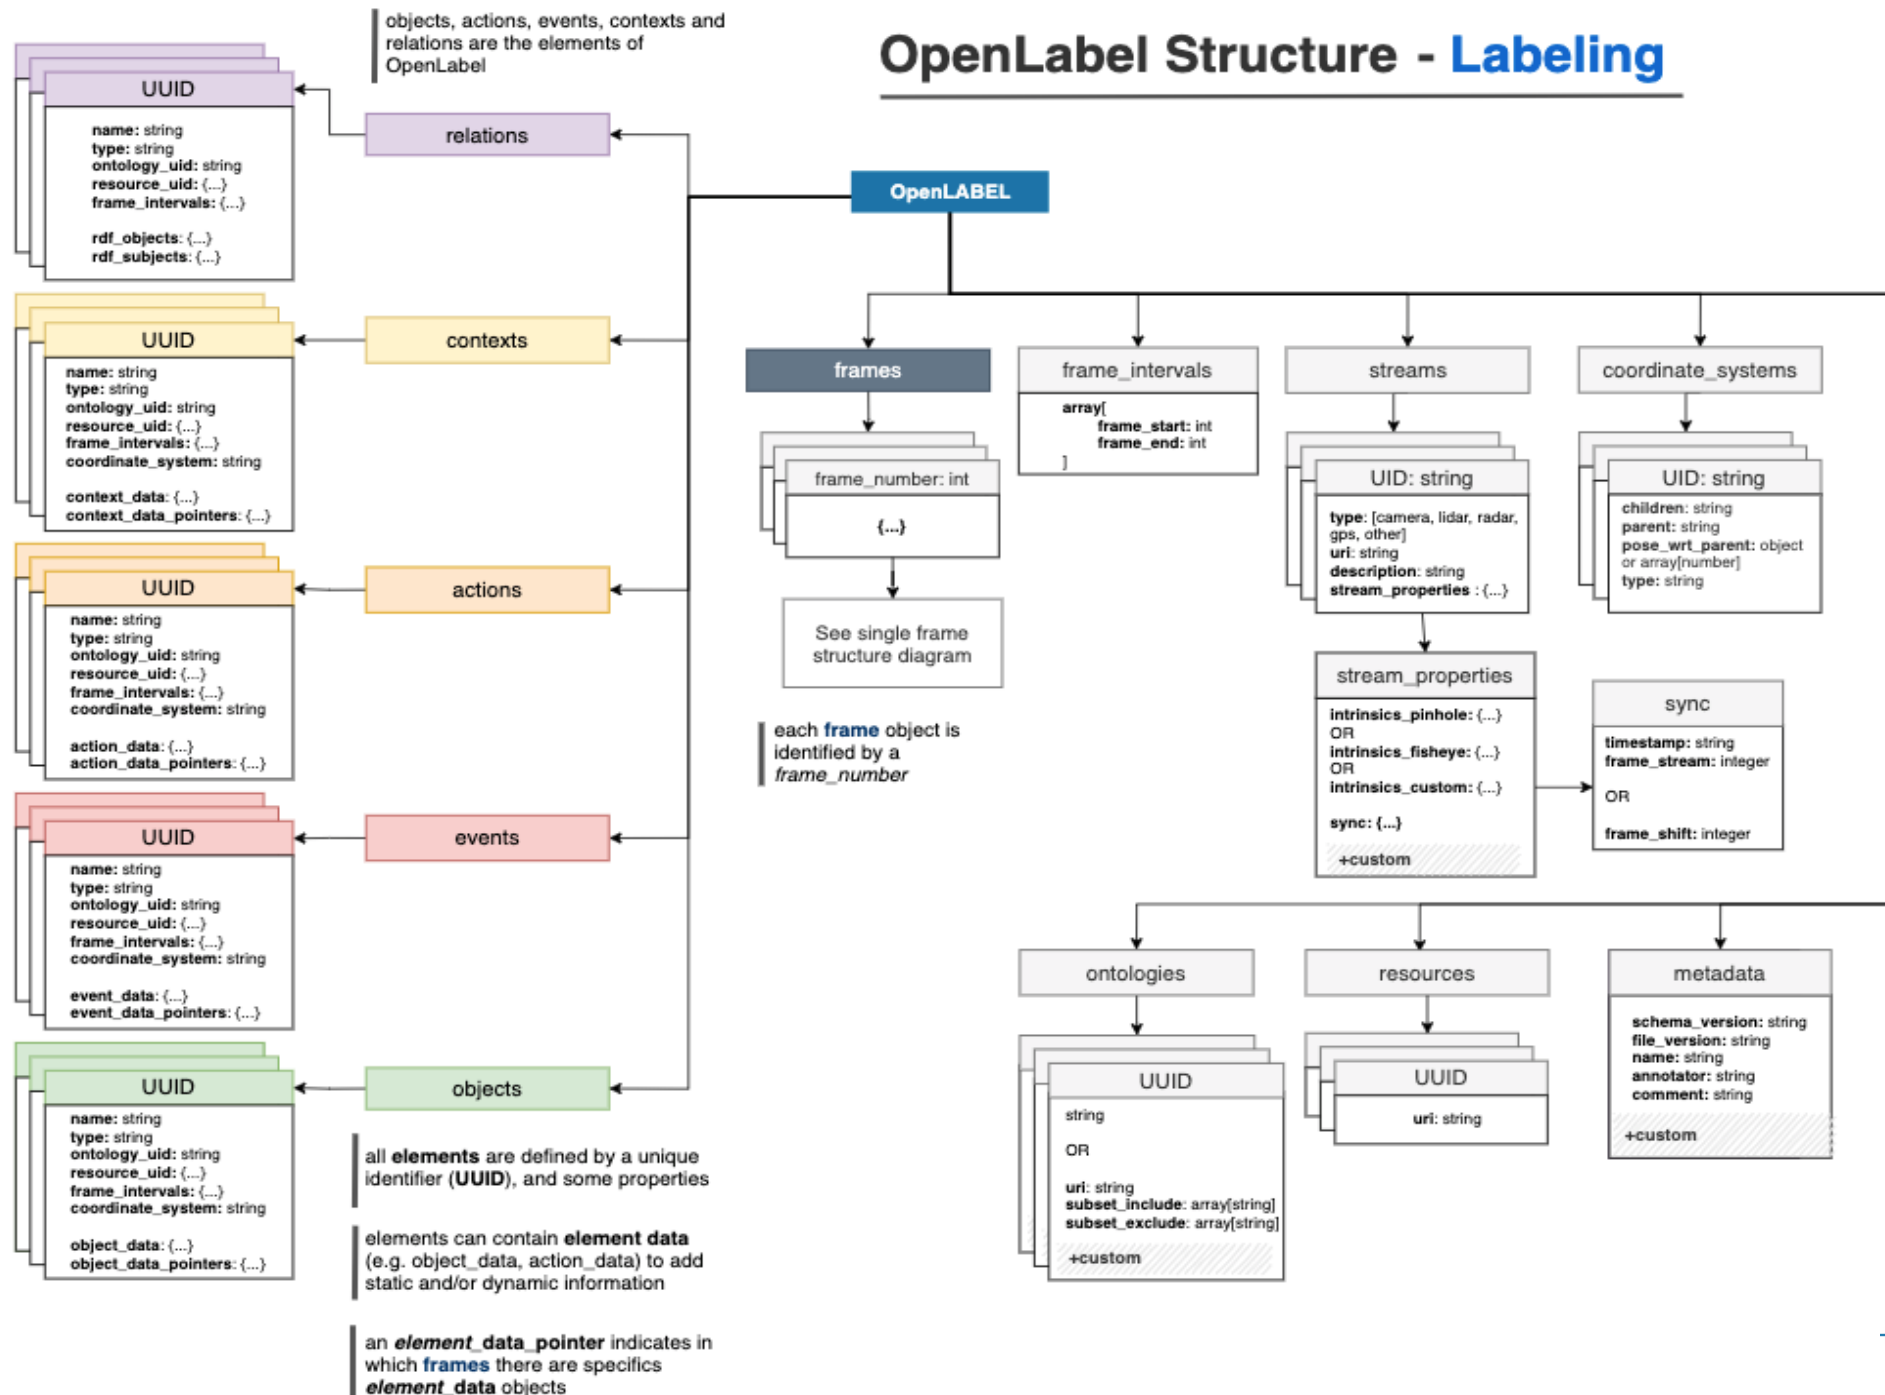 objects, actions, events, contexts and
relations are the elements of
OpenLabel
OpenLabel Structure - Labeling
UUID
name: string
type: string
ontology_uid: string
resource_uid: {...}
frame_intervals: {...}
rdf_objects: {...}
rdf_subjects: {...}
relations
OpenLABEL
UUID
name: string
type: string
ontology_uid: string
resource_uid: {...}
frame_intervals: {...}
coordinate_system: string
context_data: {...}
context_data_pointers: {...}
contexts
UUID
name: string
type: string
ontology_uid: string
resource_uid: {...}
frame_intervals: {...}
coordinate_system: string
action_data: {...}
action_data_pointers: {...}
actions
UUID
name: string
type: string
ontology_uid: string
resource_uid: {...}
frame_intervals: {...}
coordinate_system: string
event_data: {...}
event_data_pointers: {...}
events
UUID
name: string
type: string
ontology_uid: string
resource_uid: {...}
frame_intervals: {...}
coordinate_system: string
object_data: {...}
object_data_pointers: {...}
objects
all elements are defined by a unique
identifier (UUID), and some properties
elements can contain element data
(e.g. object_data, action_data) to add
static and/or dynamic information
an element_data_pointer indicates in
which frames there are specifics
element_data objects
frames
frame_number: int
{...}
See single frame
structure diagram
each frame object is
identified by a
frame_number
frame_intervals
array[
frame_start: int
frame_end: int
]
streams
UID: string
type: [camera, lidar, radar,
gps, other]
uri: string
description: string
stream_properties : {...}
stream_properties
intrinsics_pinhole: {...}
OR
intrinsics_fisheye: {...}
OR
intrinsics_custom: {...}
sync: {...}
+custom
sync
timestamp: string
frame_stream: integer
OR
frame_shift: integer
coordinate_systems
UID: string
children: string
parent: string
pose_wrt_parent: object
or array[number]
type: string
ontologies
UUID
string
OR
uri: string
subset_include: array[string]
subset_exclude: array[string]
+custom
resources
UUID
uri: string
metadata
schema_version: string
file_version: string
name: string
annotator: string
comment: string
+custom